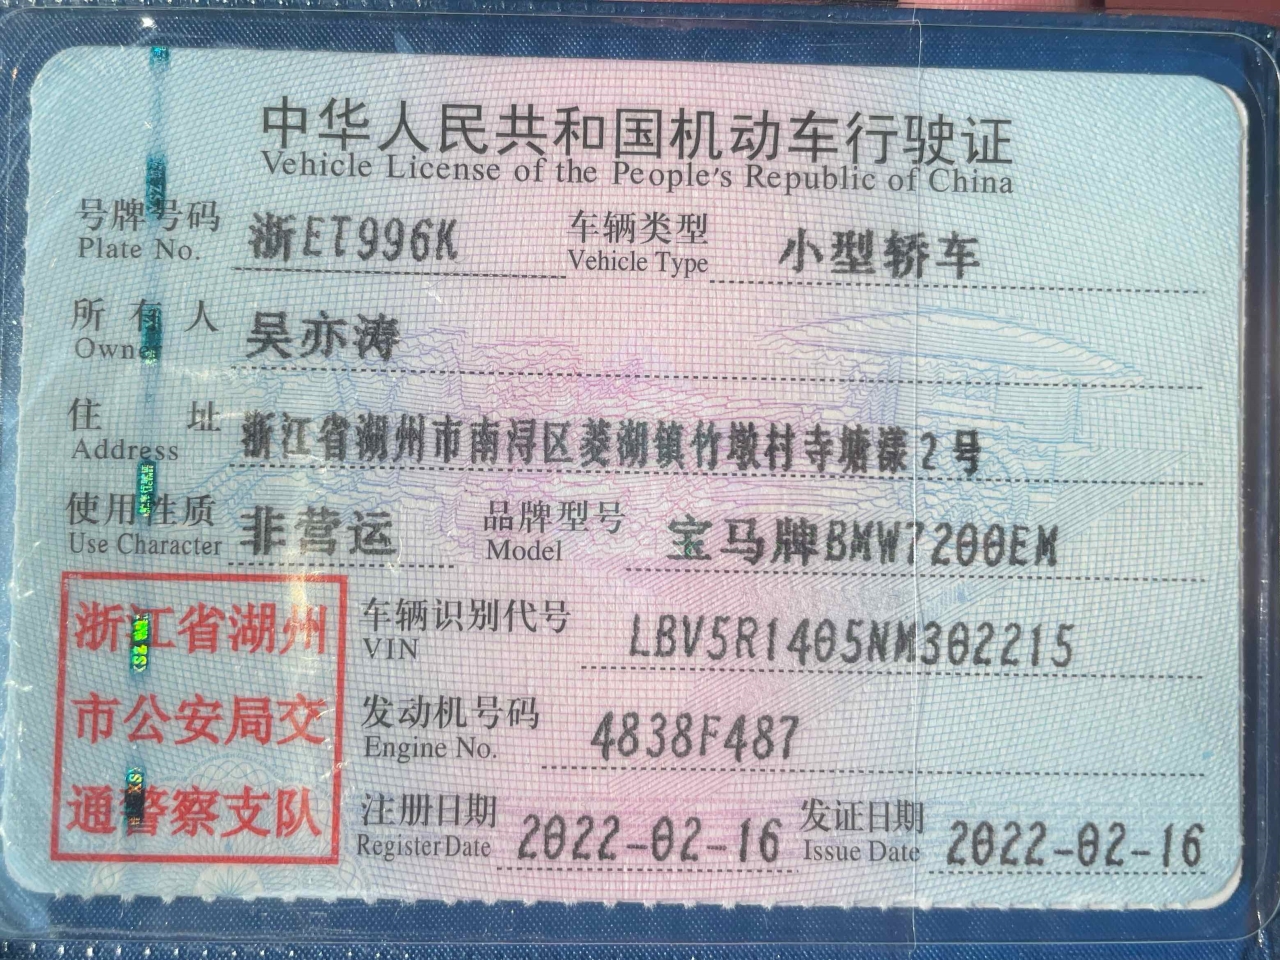 中华人民共和国机动车行驶证
Vehicle License of the People's Republic of China
号牌号码 浙ET996K 车辆类型 小型轿车
Plate No. Vehicle Type
所有人 吴亦涛
Owner
住址 浙江省湖州市南浔区菱湖镇竹墩村寺塘漾2号
Address
使用性质 非营运 品牌型号 宝马牌BMW7200EM
Use Character Model
浙江省湖州
市公安局交
通警察支队
车辆识别代号 LBV5R1405NM302215
VIN
发动机号码 4838F487
Engine No.
注册日期 2022-02-16 发证日期 2022-02-16
Register Date Issue Date